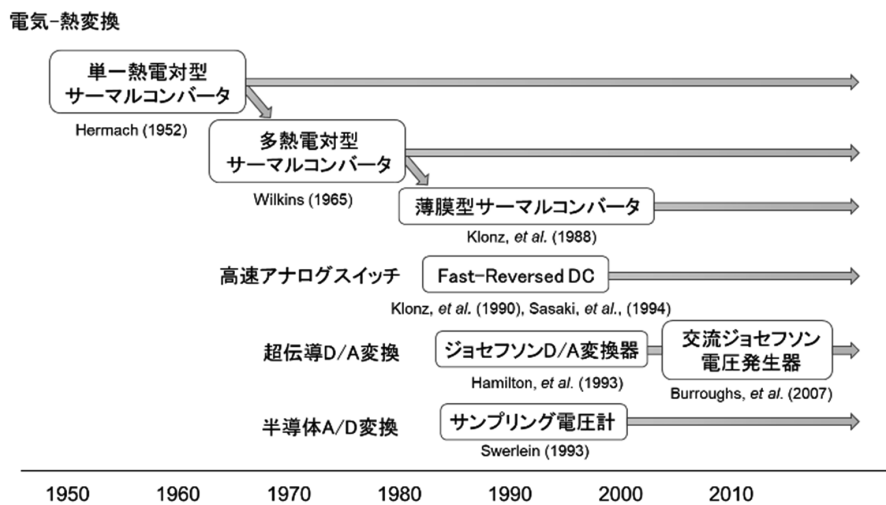 電気-熱変換
単一熱電対型
サーマルコンバータ
Hermach (1952)
多熱電対型
サーマルコンバータ
Wilkins (1965)
薄膜型サーマルコンバータ
Klonz, et al. (1988)
高速アナログスイッチ
Fast-Reversed DC
Klonz, et al. (1990), Sasaki, et al., (1994)
超伝導D/A変換
ジョセフソンD/A変換器
Hamilton, et al. (1993)
交流ジョセフソン
電圧発生器
Burroughs, et al. (2007)
半導体A/D変換
サンプリング電圧計
Swerlein (1993)
1950 1960 1970 1980 1990 2000 2010